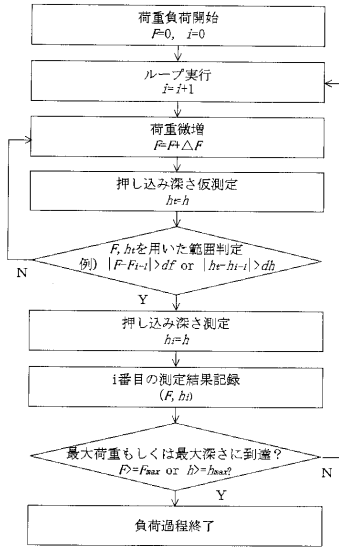 荷重負荷開始
F=0, i=0
ループ実行
i=i+1
荷重微増
F=F+△F
押し込み深さ仮測定
ht=h
F, htを用いた範囲判定
例) |F-Fi-1|>df or |ht-hi-1|>dh
N
Y
押し込み深さ測定
hi=h
i番目の測定結果記録
(F, hi)
最大荷重もしくは最大深さに到達?
F>=Fmax or h>=hmax?
N
Y
負荷過程終了